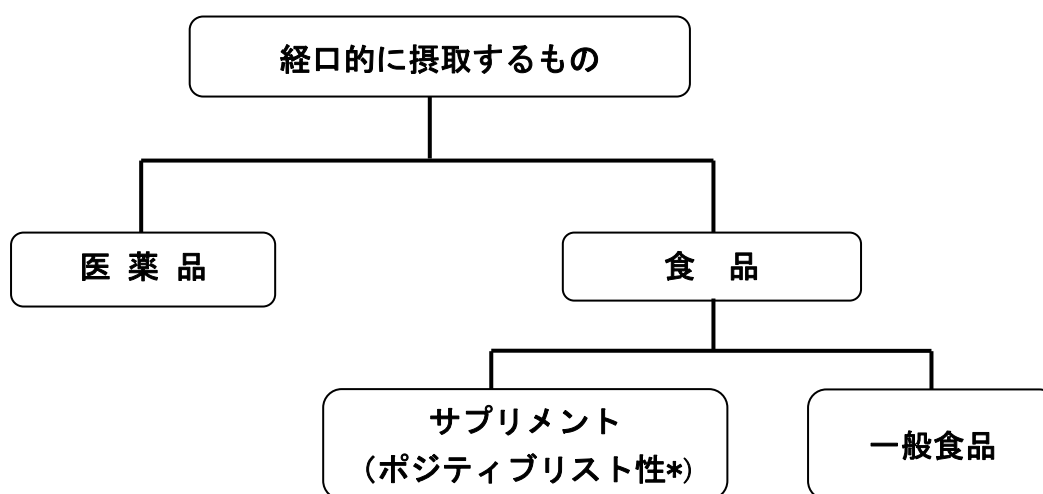 経口的に摂取するもの
医 薬 品
食 品
サプリメント
（ポジティブリスト性*）
一般食品